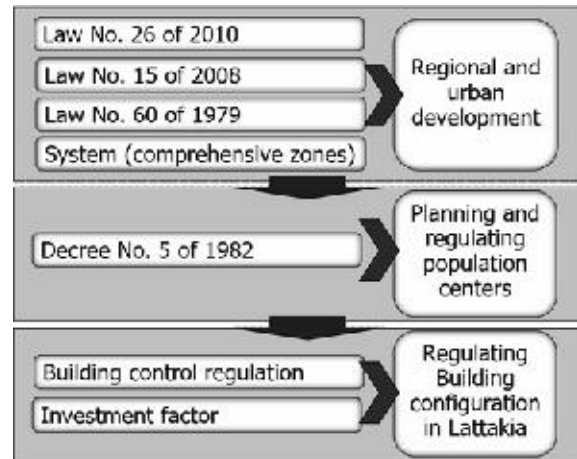 Law No. 26 of 2010
Law No. 15 of 2008
Law No. 60 of 1979
System (comprehensive zones)
Regional and
urban
development
Decree No. 5 of 1982
Planning and
regulating
population
centers
Building control regulation
Investment factor
Regulating
Building
configuration
in Lattakia